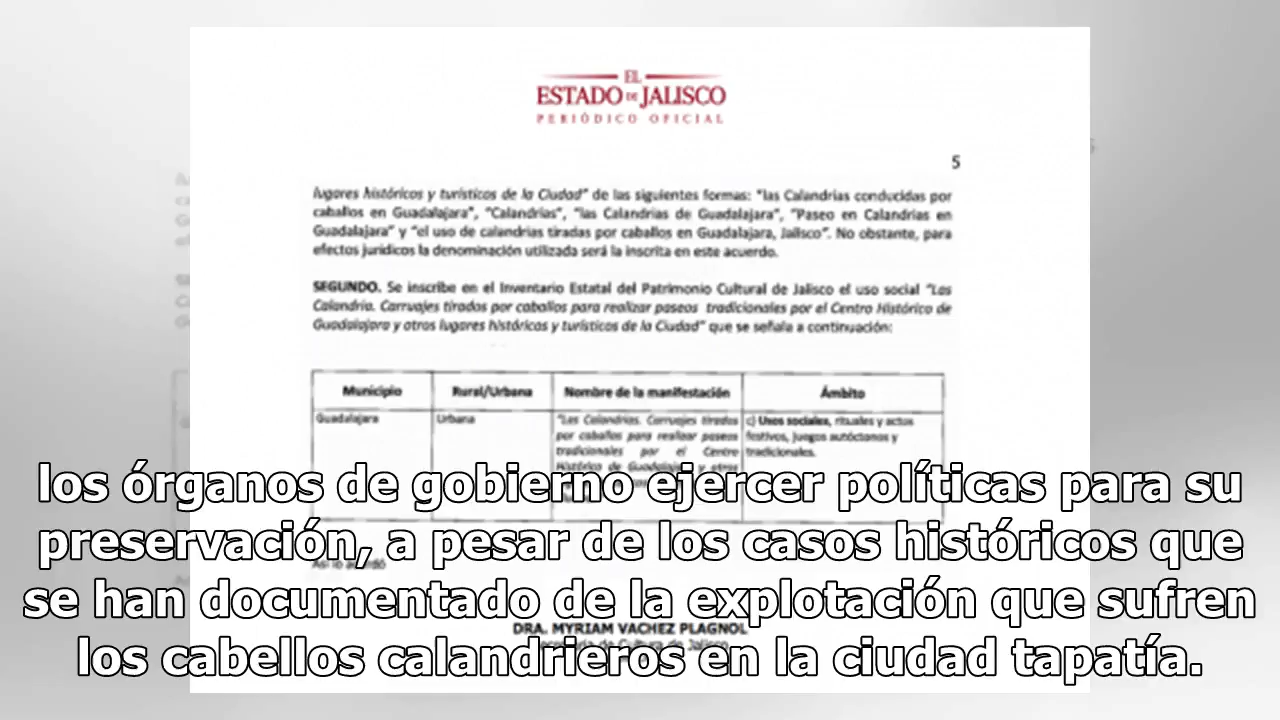 EL
ESTADO DE JALISCO
PERIÓDICO OFICIAL
5
lugares históricos y turísticos de la Ciudad" de las siguientes formas: "las Calandrias conducidas por
caballos en Guadalajara", "Calandrias", "las Calandrias de Guadalajara", "Paseo en Calandrias en
Guadalajara" y "el uso de calandrias tiradas por caballos en Guadalajara, Jalisco". No obstante, para
efectos jurídicos la denominación utilizada será la inscrita en este acuerdo.
SEGUNDO. Se inscribe en el Inventario Estatal del Patrimonio Cultural de Jalisco el uso social "Las
Calandria. Carruajes tirados por caballos para realizar paseos tradicionales por el Centro Histórico de
Guadalajara y otros lugares históricos y turísticos de la Ciudad" que se señala a continuación:
Municipio Rural/Urbana Nombre de la manifestación Ámbito
Guadalajara Urbana "Las Calandrias. Carruajes tirados c) Usos sociales, rituales y actos
por caballos para realizar paseos festivos, juegos autóctonos y
tradicionales por el Centro tradicionales.
Histórico de Guadalajara y otros
los órganos de gobierno ejercer políticas para su
preservación, a pesar de los casos históricos que
Así lo acordó
se han documentado de la explotación que sufren
DRA. MYRIAM VACHEZ PLAGNOL
los cabellos calandrieros en la ciudad tapatía.